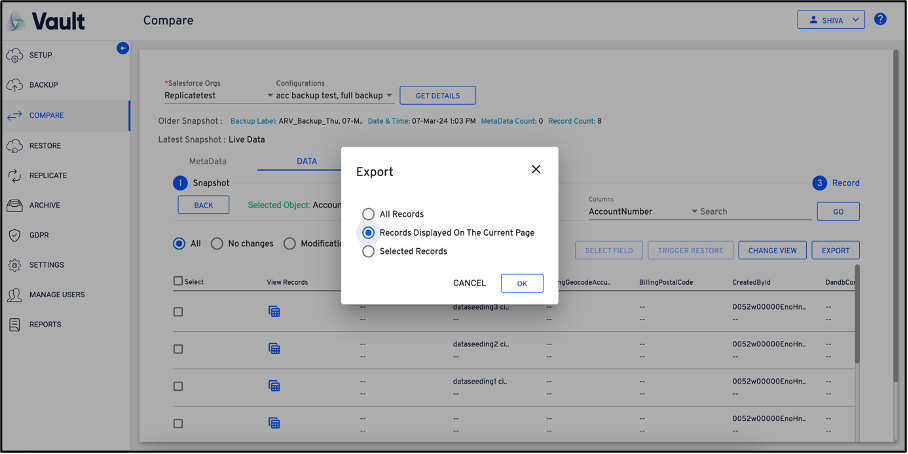 Vault
Compare
SHIVA
?
SETUP
BACKUP
COMPARE
RESTORE
REPLICATE
ARCHIVE
GDPR
SETTINGS
MANAGE USERS
REPORTS
*Salesforce Orgs
Configurations
Replicatetest
acc backup test, full backup
GET DETAILS
Older Snapshot : Backup Label: ARV_Backup_Thu, 07-M.. Date & Time: 07-Mar-24 1:03 PM MetaData Count: 0 Record Count: 8
Latest Snapshot : Live Data
MetaData DATA
1 Snapshot
3 Record
BACK
Selected Object: Accoun
Columns
AccountNumber
Search
GO
All No changes Modificatio
SELECT FIELD TRIGGER RESTORE CHANGE VIEW EXPORT
Export
All Records
Records Displayed On The Current Page
Selected Records
CANCEL OK
Select View Records ngGeocodeAccu.. BillingPostalCode CreatedById DandbCo
-- dataseeding3 ci.. -- -- 0052w00000EnoHn.. --
-- -- -- -- -- --
-- dataseeding2 ci.. -- -- 0052w00000EnoHn.. --
-- -- -- -- -- --
-- dataseeding1 ci.. -- -- 0052w00000EnoHn.. --
-- -- -- -- -- --
-- -- -- -- 0052w00000EnoHn.. --
-- -- -- -- -- --